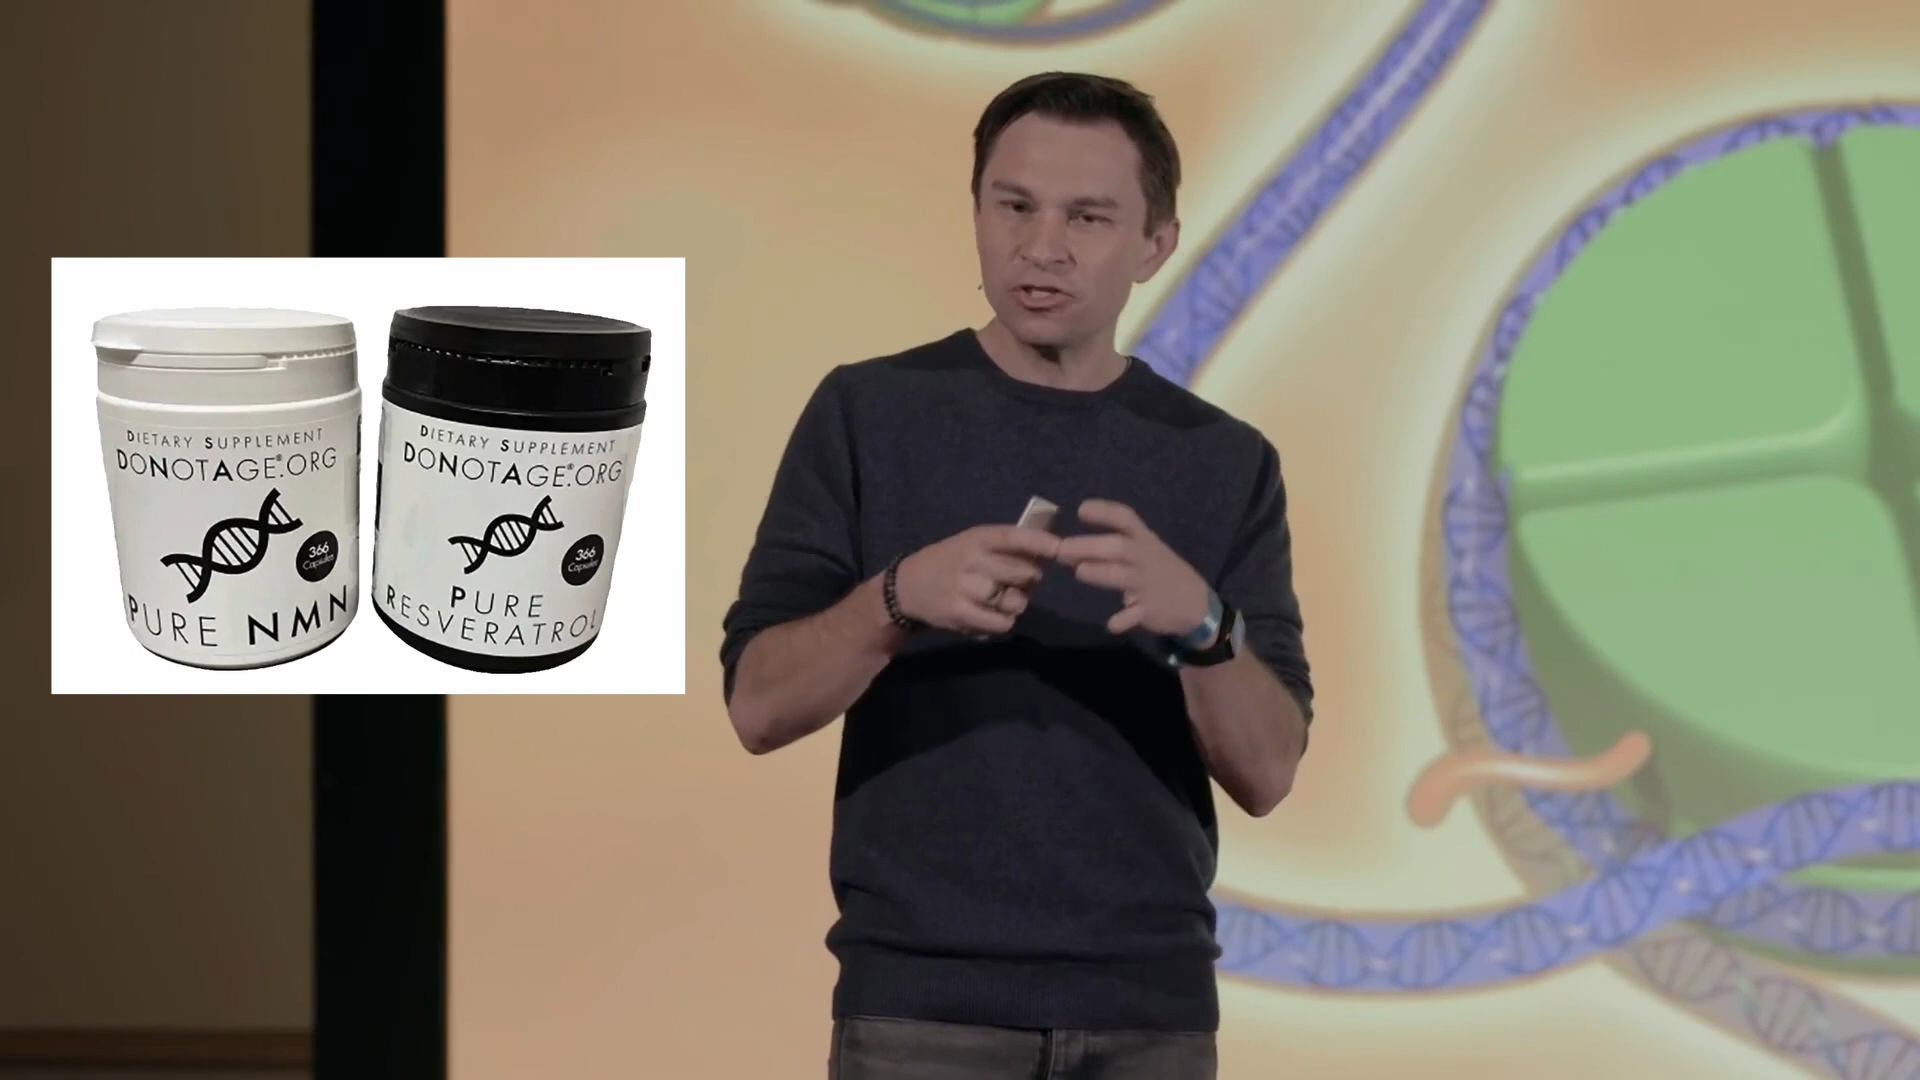 DIETARY SUPPLEMENT
DONOTAGE®.ORG
366
Capsules
PURE NMN
DIETARY SUPPLEMENT
DONOTAGE®.ORG
366
Capsules
PURE
RESVERATROL